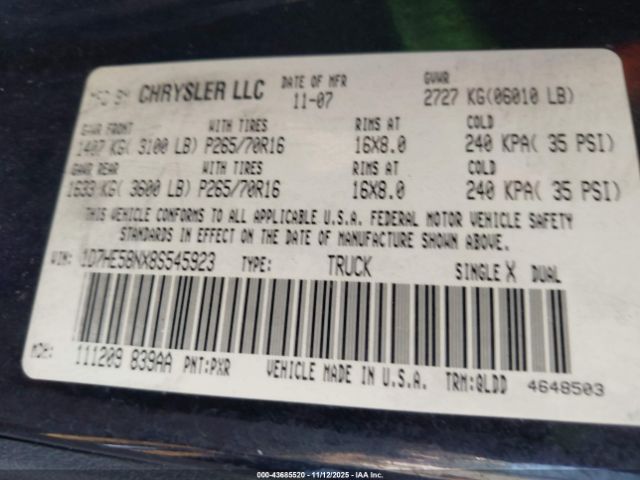 MFD BY CHRYSLER LLC DATE OF MFR 11-07 GVWR 2727 KG(06010 LB)
GAWR FRONT WITH TIRES RIMS AT COLD
1407 KG( 3100 LB) P265/70R16 16X8.0 240 KPA( 35 PSI)
GAWR REAR WITH TIRES RIMS AT COLD
1633 KG( 3600 LB) P265/70R16 16X8.0 240 KPA( 35 PSI)
THIS VEHICLE CONFORMS TO ALL APPLICABLE U.S.A. FEDERAL MOTOR VEHICLE SAFETY
STANDARDS IN EFFECT ON THE DATE OF MANUFACTURE SHOWN ABOVE.
VIN: 1D7HE58NX8S545923 TYPE: TRUCK SINGLE X DUAL
MDH: 111209 839AA PNT:PXR VEHICLE MADE IN U.S.A. TRM:QLDD 4648503
000-43685520 - 11/12/2025 - IAA Inc.